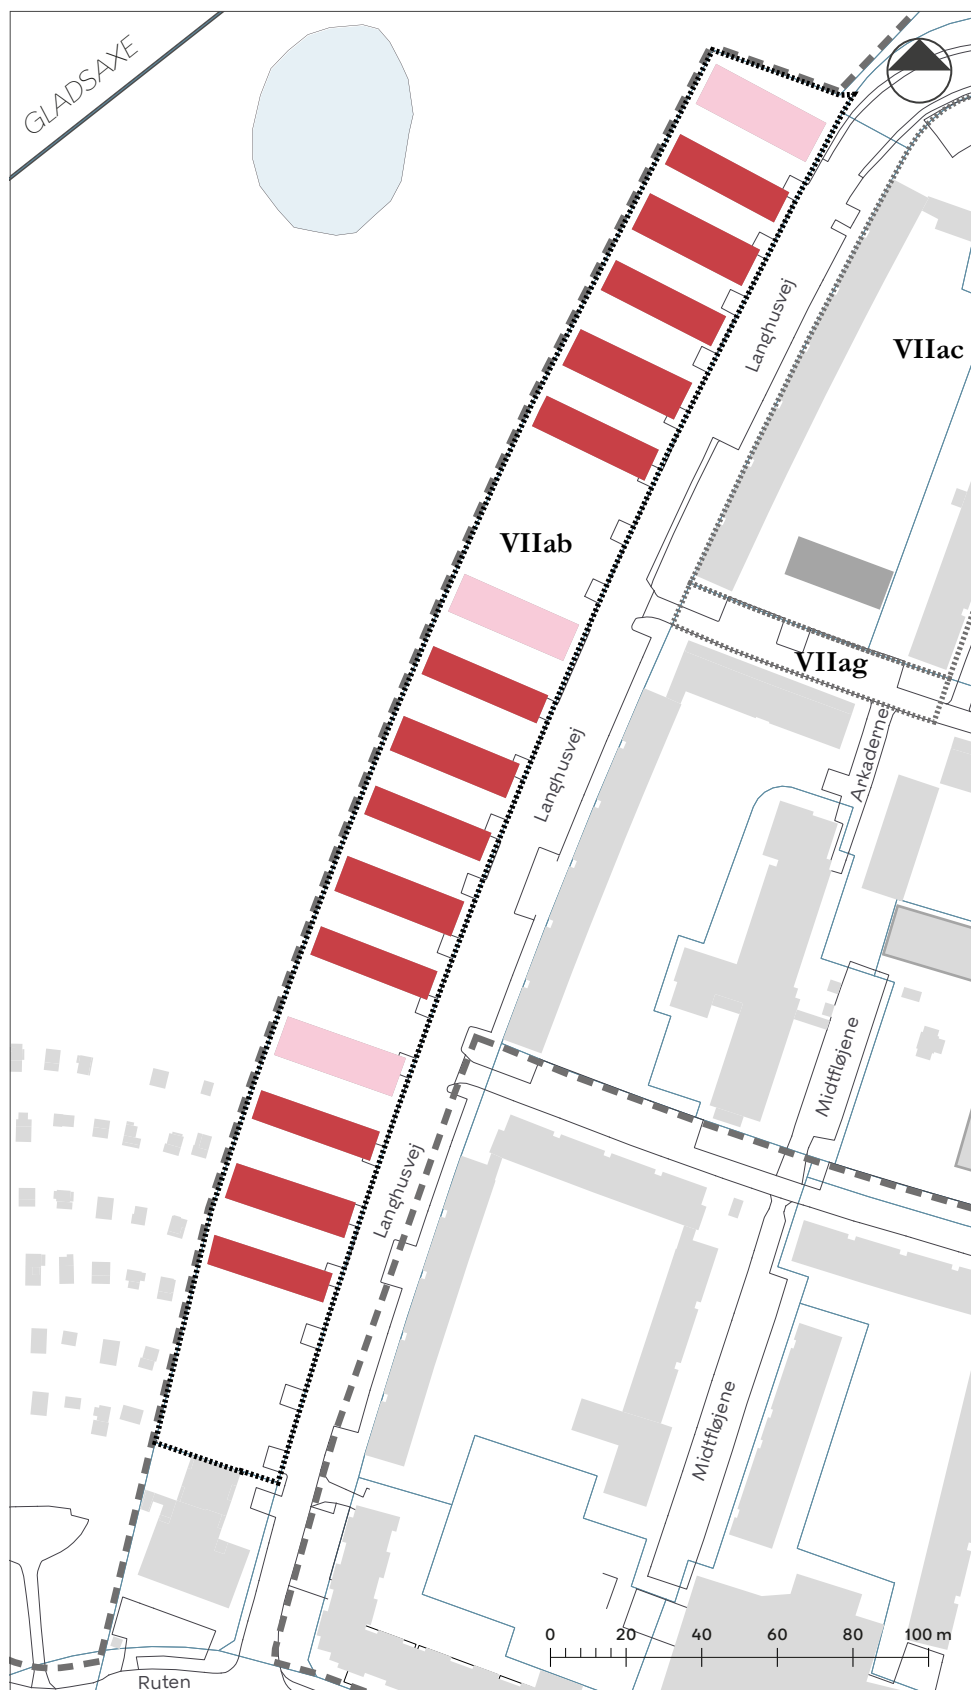 GLADSAXE
Langhusvej
VIIac
VIIab
VIIag
Langhusvej
Arkaderne
Midtfløjene
Langhusvej
Midtfløjene
0 20 40 60 80 100 m
Ruten